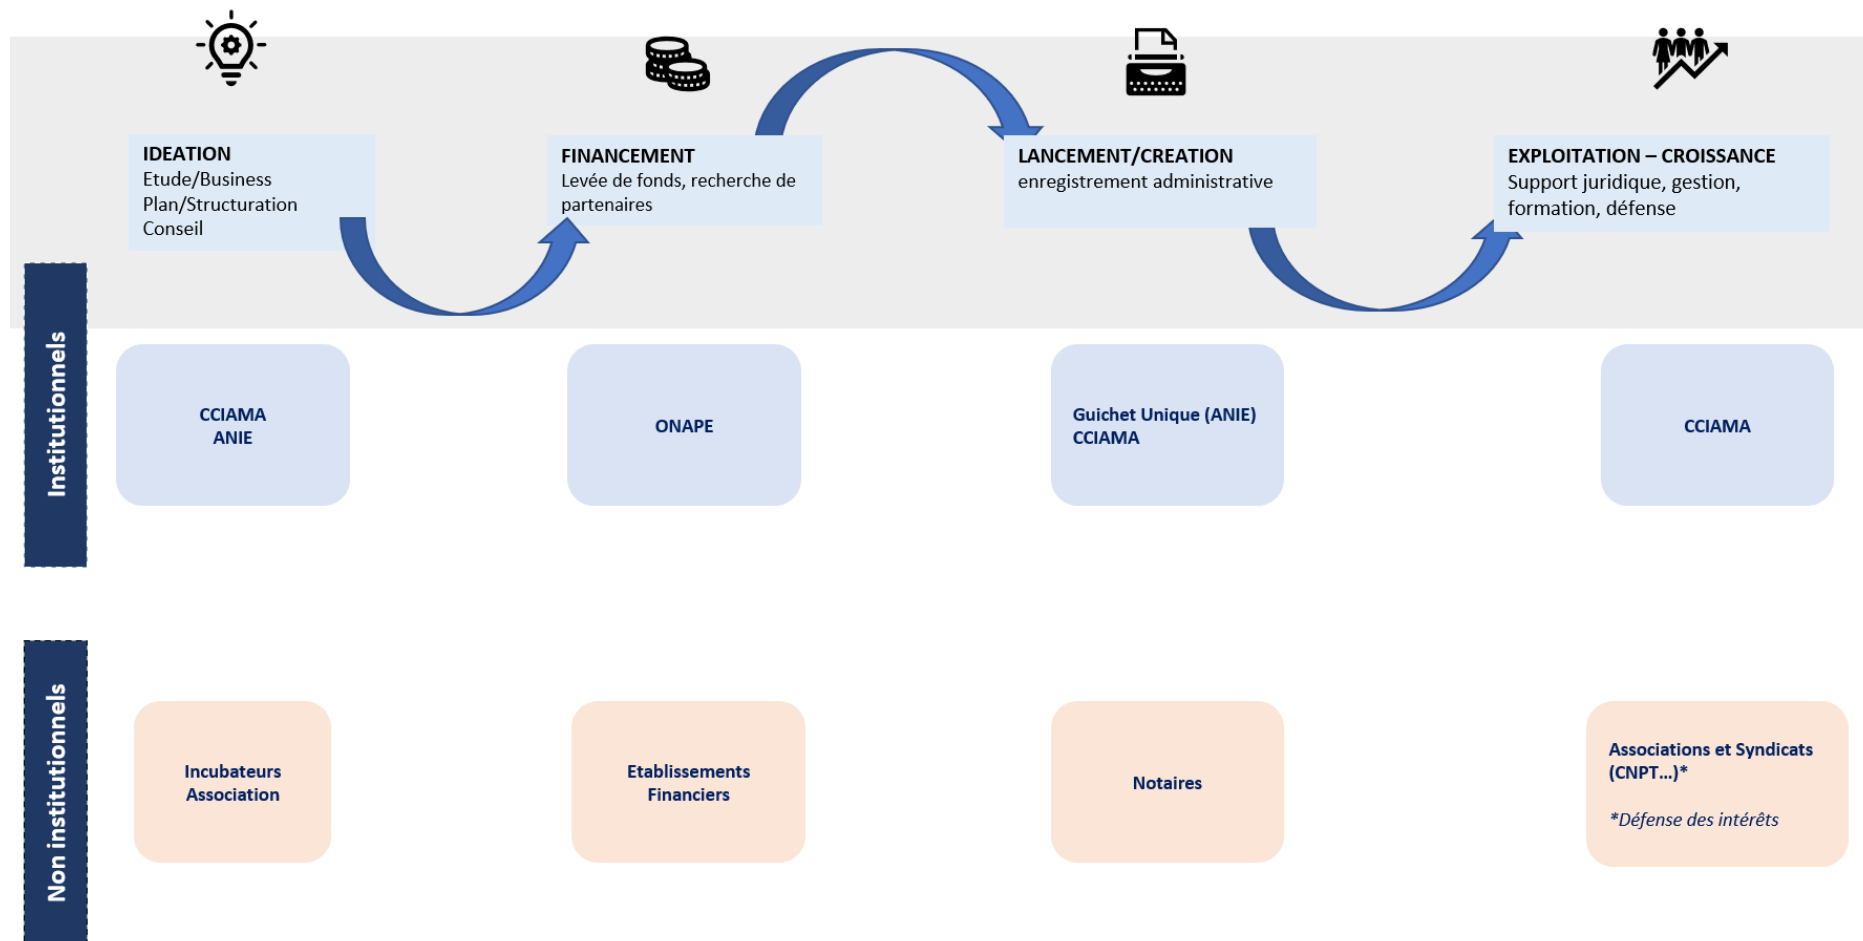 IDEATION
Etude/Business
Plan/Structuration
Conseil
FINANCEMENT
Levée de fonds, recherche de
partenaires
LANCEMENT/CREATION
enregistrement administrative
EXPLOITATION – CROISSANCE
Support juridique, gestion,
formation, défense
Institutionnels
CCIAMA
ANIE
ONAPE
Guichet Unique (ANIE)
CCIAMA
CCIAMA
Non institutionnels
Incubateurs
Association
Etablissements
Financiers
Notaires
Associations et Syndicats
(CNPT...)*
*Défense des intérêts